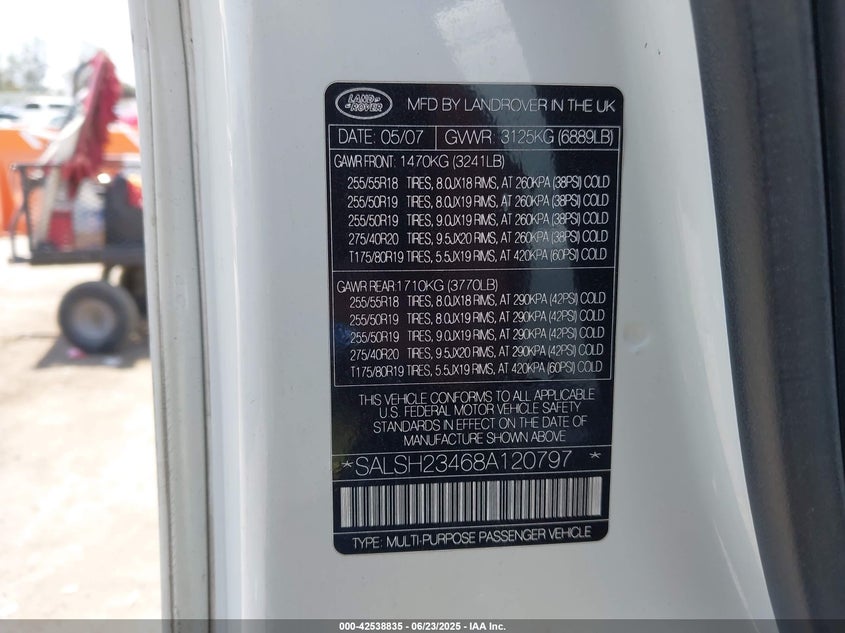 LAND ROVER
MFD BY LANDROVER IN THE UK
DATE: 05/07 GVWR: 3125KG (6889LB)
GAWR FRONT: 1470KG (3241LB)
255/55R18 TIRES, 8.0JX18 RIMS, AT 260KPA (38PSI) COLD
255/50R19 TIRES, 8.0JX19 RIMS, AT 260KPA (38PSI) COLD
255/50R19 TIRES, 9.0JX19 RIMS, AT 260KPA (38PSI) COLD
275/40R20 TIRES, 9.5JX20 RIMS, AT 260KPA (38PSI) COLD
T175/80R19 TIRES, 5.5JX19 RIMS, AT 420KPA (60PSI) COLD
GAWR REAR: 1710KG (3770LB)
255/55R18 TIRES, 8.0JX18 RIMS, AT 290KPA (42PSI) COLD
255/50R19 TIRES, 8.0JX19 RIMS, AT 290KPA (42PSI) COLD
255/50R19 TIRES, 9.0JX19 RIMS, AT 290KPA (42PSI) COLD
275/40R20 TIRES, 9.5JX20 RIMS, AT 290KPA (42PSI) COLD
T175/80R19 TIRES, 5.5JX19 RIMS, AT 420KPA (60PSI) COLD
THIS VEHICLE CONFORMS TO ALL APPLICABLE
U.S. FEDERAL MOTOR VEHICLE SAFETY
STANDARDS IN EFFECT ON THE DATE OF
MANUFACTURE SHOWN ABOVE
*SALSH23468A120797 *
TYPE: MULTI-PURPOSE PASSENGER VEHICLE
000-42538835 - 06/23/2025 - IAA Inc.